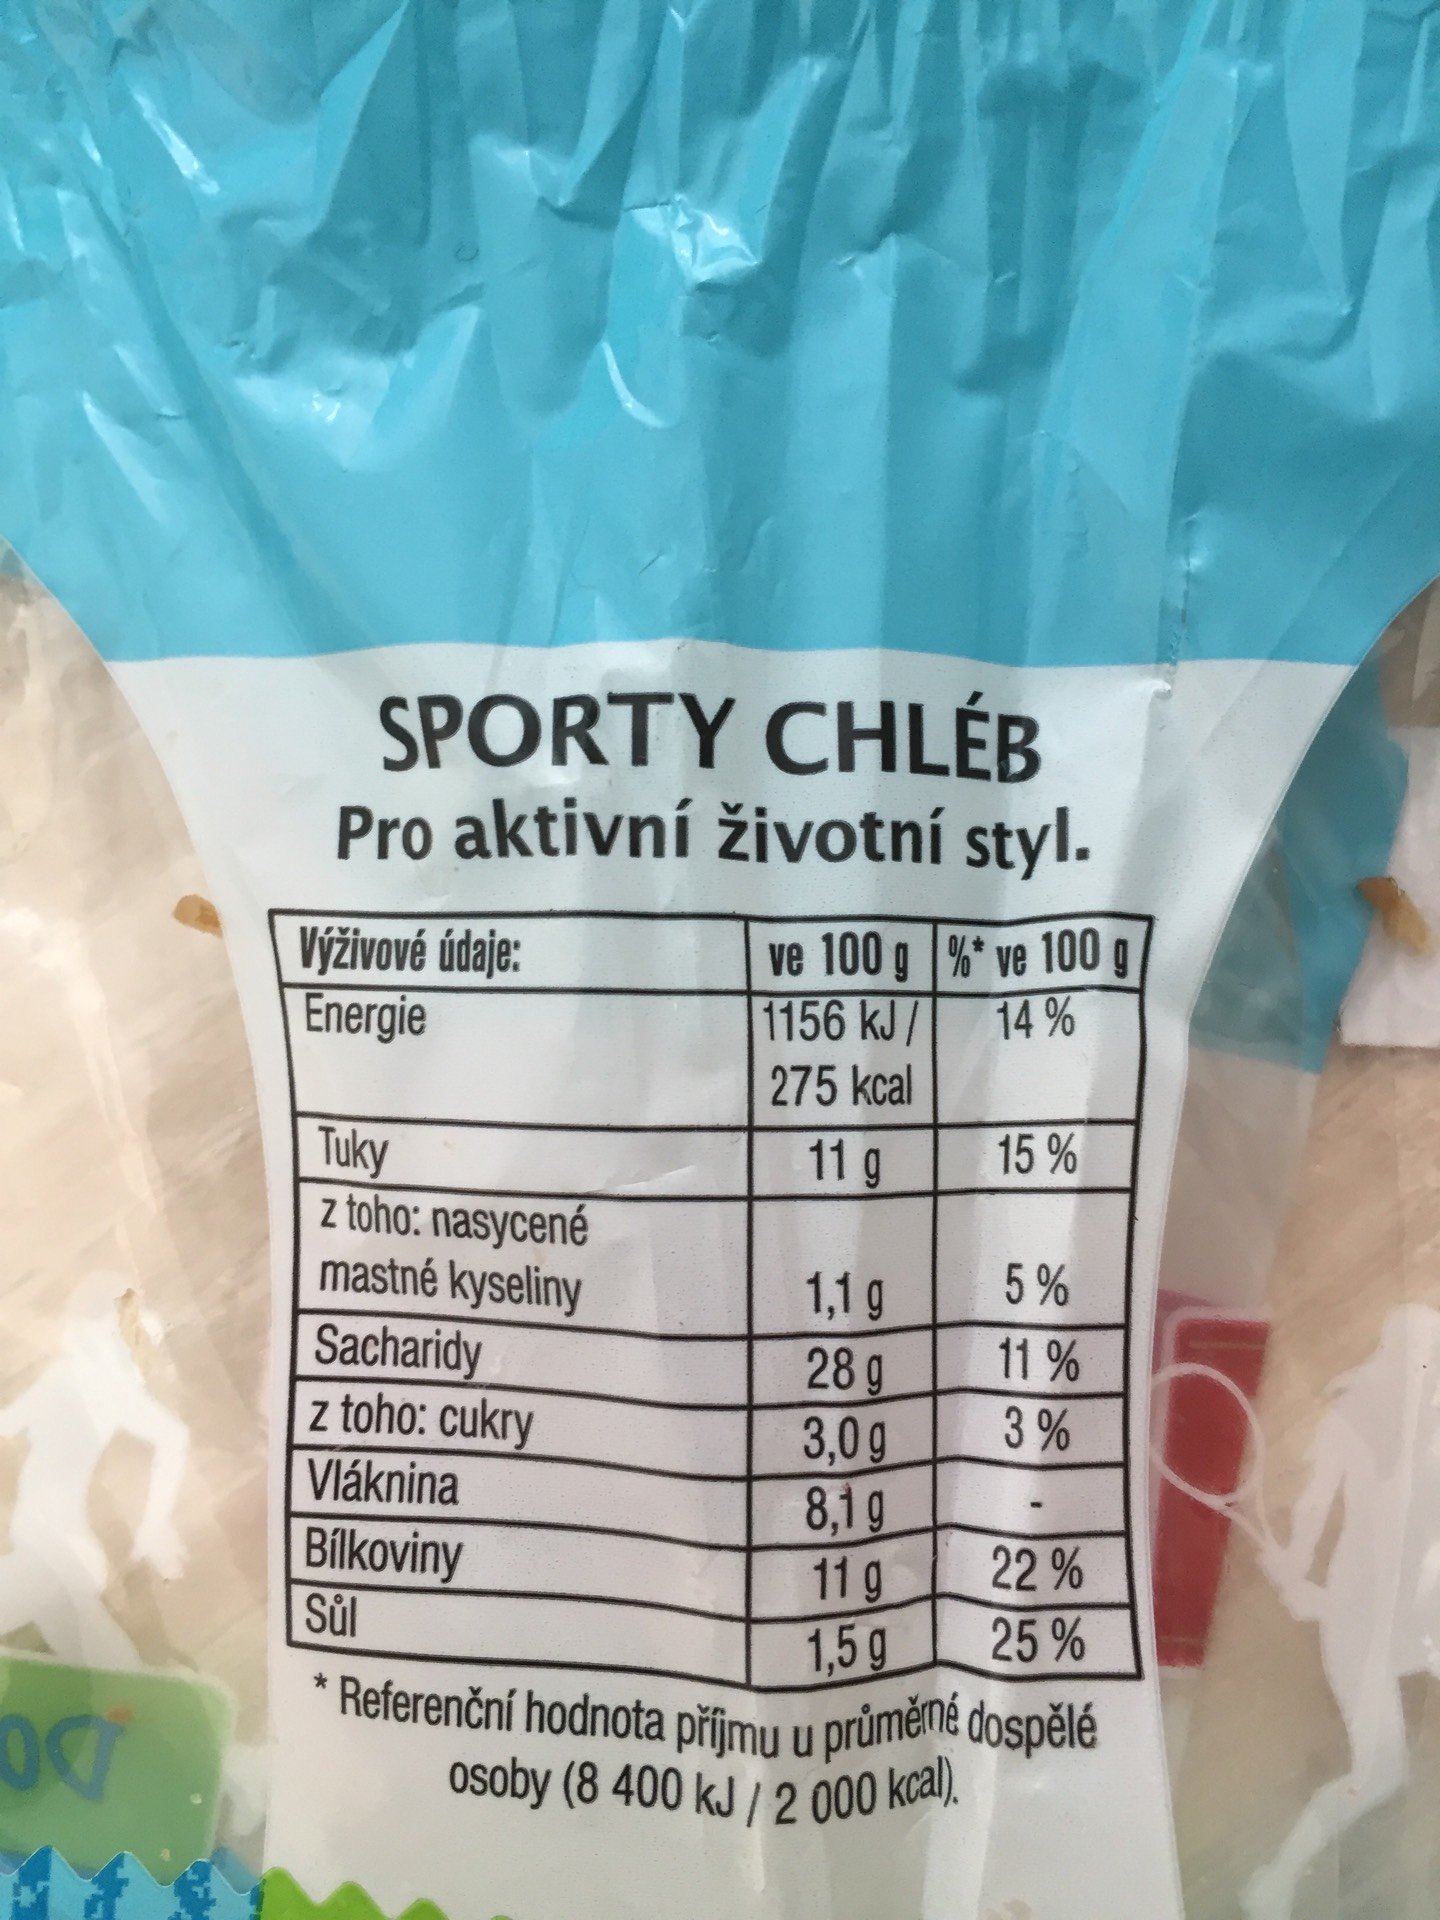 SPORTY CHLÉB
Pro aktivní životní styl.
Výživové údaje: ve 100 g %* ve 100 g
Energie 1156 kJ / 14 %
275 kcal
Tuky 11 g 15 %
z toho: nasycené
mastné kyseliny 1,1 g 5 %
Sacharidy 28 g 11 %
z toho: cukry 3,0 g 3 %
Vláknina 8,1 g -
Bílkoviny 11 g 22 %
Sůl 1,5 g 25 %
* Referenční hodnota příjmu u průměrné dospělé
osoby (8 400 kJ / 2 000 kcal).